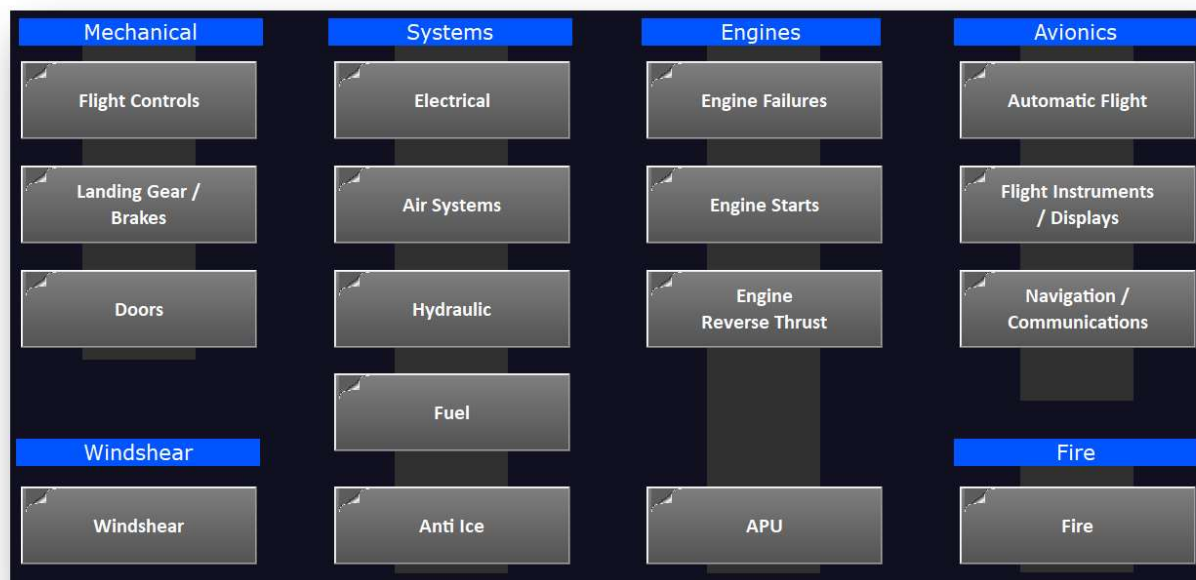 Mechanical
Flight Controls
Landing Gear /
Brakes
Doors
Windshear
Windshear
Systems
Electrical
Air Systems
Hydraulic
Fuel
Anti Ice
Engines
Engine Failures
Engine Starts
Engine
Reverse Thrust
APU
Avionics
Automatic Flight
Flight Instruments
/ Displays
Navigation /
Communications
Fire
Fire